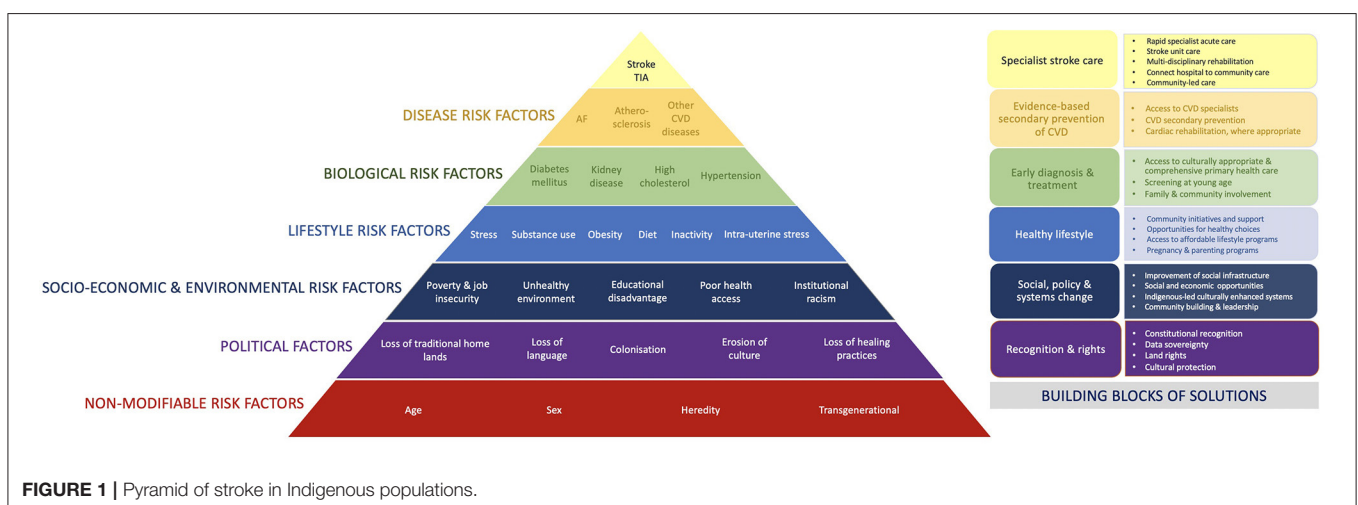 Stroke
TIA
DISEASE RISK FACTORS
AF
Athero-
sclerosis
Other
CVD
diseases
BIOLOGICAL RISK FACTORS
Diabetes
mellitus
Kidney
disease
High
cholesterol
Hypertension
LIFESTYLE RISK FACTORS
Stress
Substance use
Obesity
Diet
Inactivity
Intra-uterine stress
SOCIO-ECONOMIC & ENVIRONMENTAL RISK FACTORS
Poverty & job
insecurity
Unhealthy
environment
Educational
disadvantage
Poor health
access
Institutional
racism
POLITICAL FACTORS
Loss of traditional home
lands
Loss of
language
Colonisation
Erosion of
culture
Loss of healing
practices
NON-MODIFIABLE RISK FACTORS
Age
Sex
Heredity
Transgenerational
Specialist stroke care
• Rapid specialist acute care
• Stroke unit care
• Multi-disciplinary rehabilitation
• Connect hospital to community care
• Community-led care
Evidence-based
secondary prevention
of CVD
• Access to CVD specialists
• CVD secondary prevention
• Cardiac rehabilitation, where appropriate
Early diagnosis &
treatment
• Access to culturally appropriate &
comprehensive primary health care
• Screening at young age
• Family & community involvement
Healthy lifestyle
• Community initiatives and support
• Opportunities for healthy choices
• Access to affordable lifestyle programs
• Pregnancy & parenting programs
Social, policy &
systems change
• Improvement of social infrastructure
• Social and economic opportunities
• Indigenous-led culturally enhanced systems
• Community building & leadership
Recognition & rights
• Constitutional recognition
• Data sovereignty
• Land rights
• Cultural protection
BUILDING BLOCKS OF SOLUTIONS
FIGURE 1 | Pyramid of stroke in Indigenous populations.